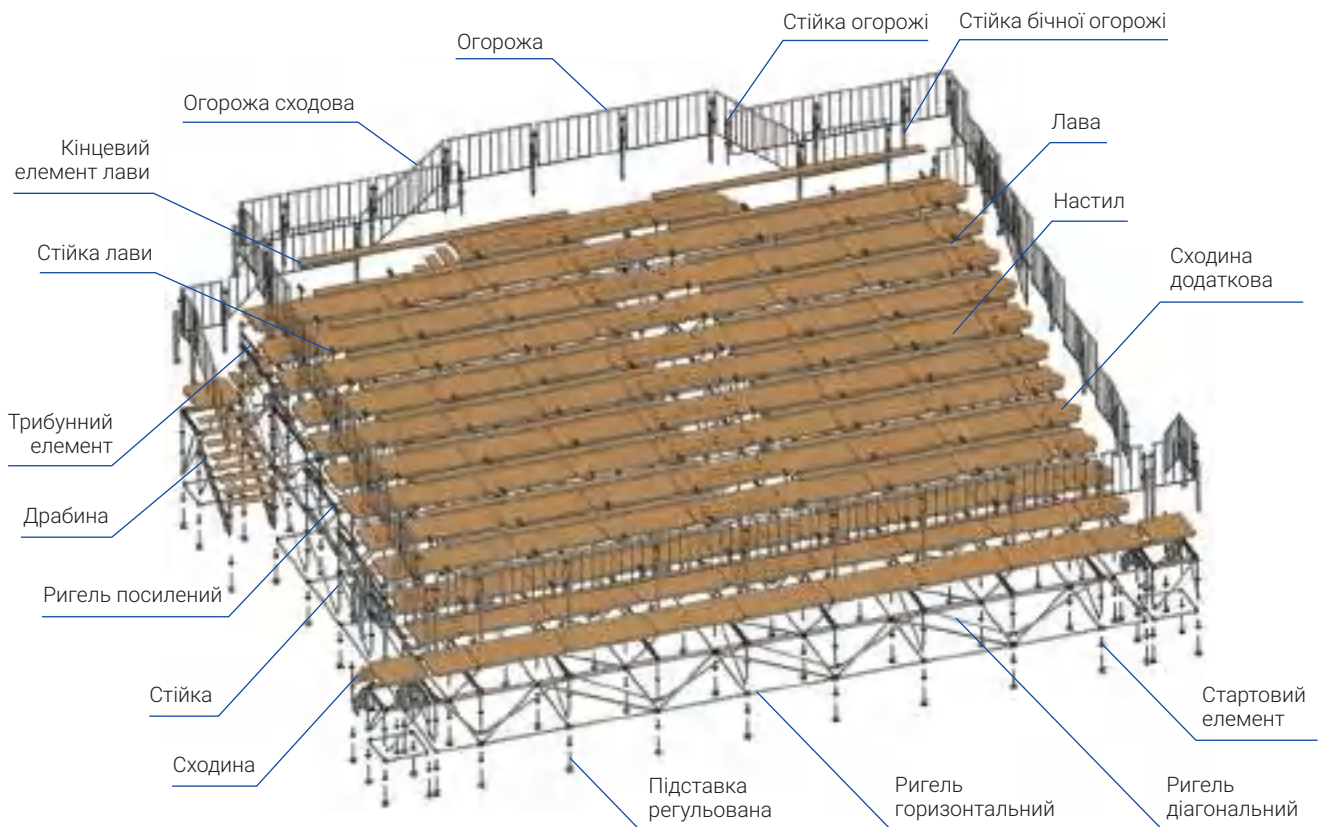 Стійка огорожі
Стійка бічної огорожі
Огорожа
Огорожа сходова
Кінцевий
елемент лави
Лава
Настил
Стійка лави
Сходина
додаткова
Трибунний
елемент
Драбина
Ригель посилений
Стійка
Стартовий
елемент
Сходина
Підставка
регульована
Ригель
горизонтальний
Ригель
діагональний